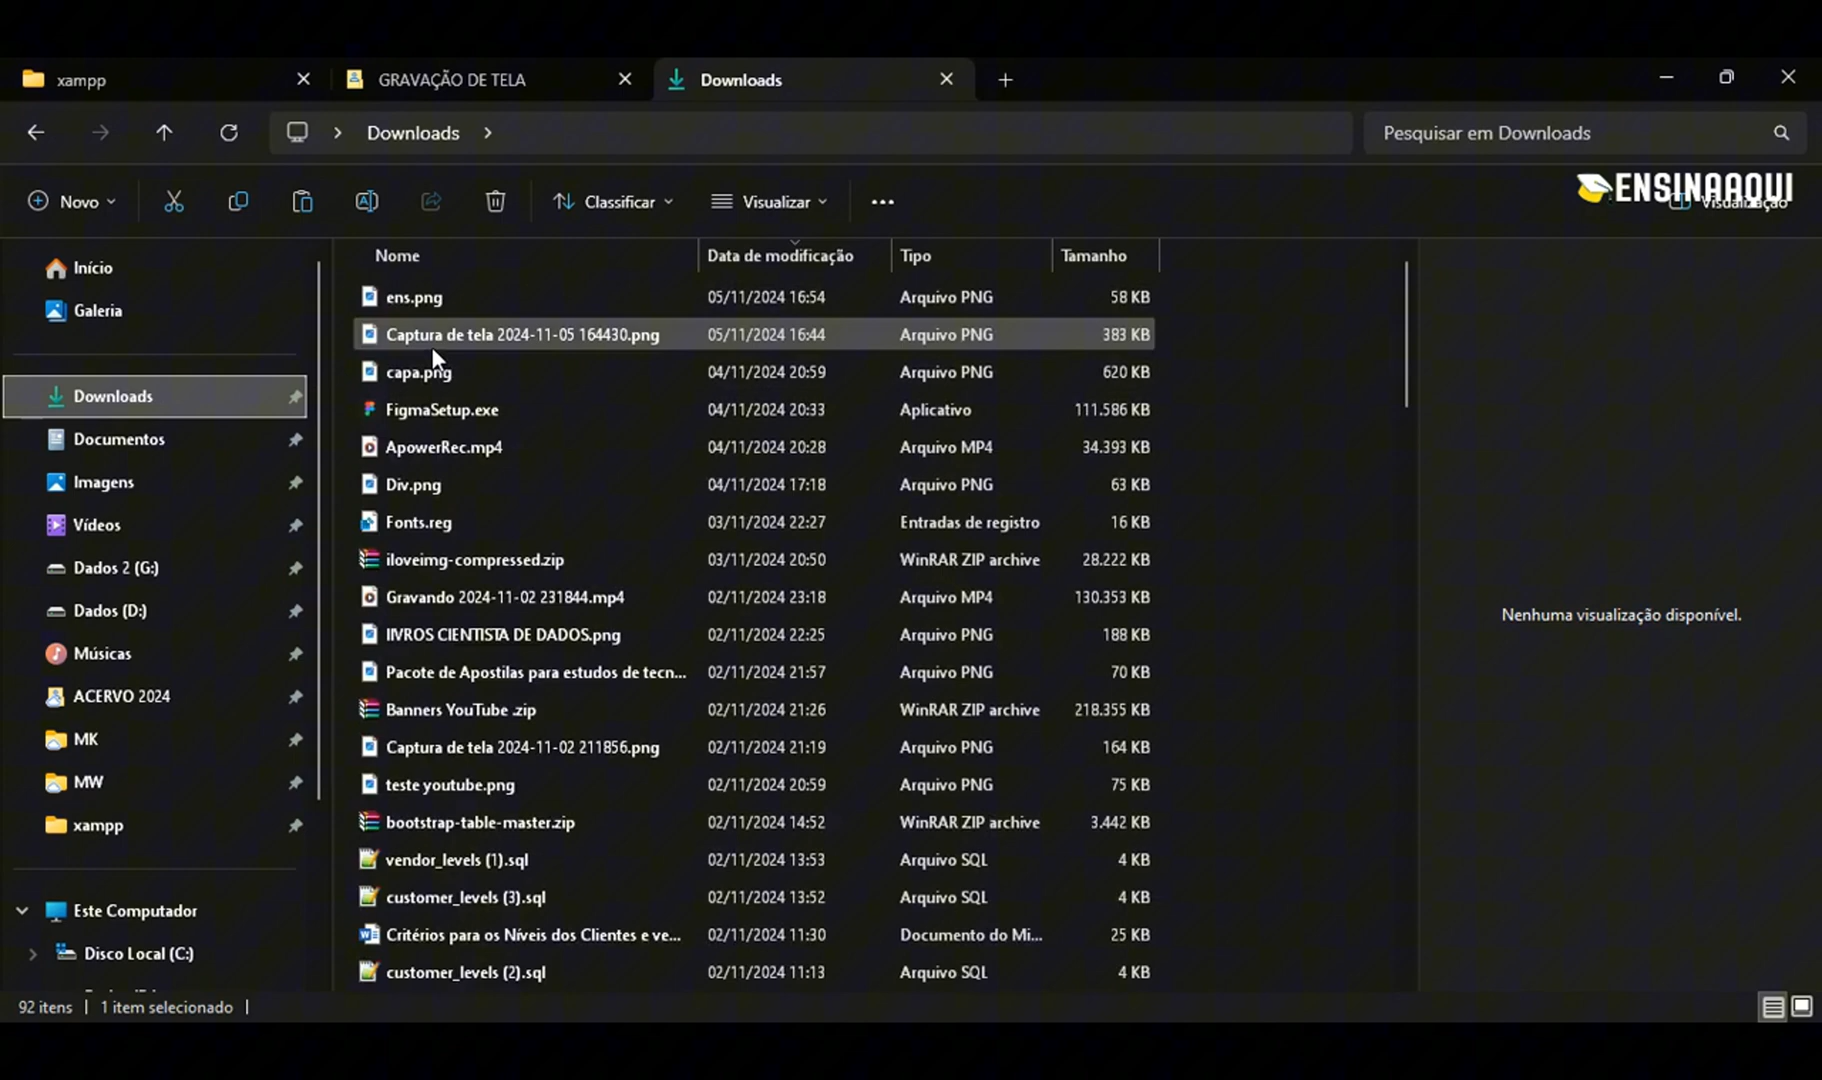 xampp
GRAVAÇÃO DE TELA
Downloads
Downloads
Pesquisar em Downloads
Novo
Classificar
Visualizar
ENSINAAQUI
Visualização
Início
Galeria
Downloads
Documentos
Imagens
Vídeos
Dados 2 (G:)
Dados (D:)
Músicas
ACERVO 2024
MK
MW
xampp
Este Computador
Disco Local (C:)
Nome Data de modificação Tipo Tamanho
ens.png 05/11/2024 16:54 Arquivo PNG 58 KB
Captura de tela 2024-11-05 164430.png 05/11/2024 16:44 Arquivo PNG 383 KB
capa.png 04/11/2024 20:59 Arquivo PNG 620 KB
FigmaSetup.exe 04/11/2024 20:33 Aplicativo 111.586 KB
ApowerRec.mp4 04/11/2024 20:28 Arquivo MP4 34.393 KB
Div.png 04/11/2024 17:18 Arquivo PNG 63 KB
Fonts.reg 03/11/2024 22:27 Entradas de registro 16 KB
iloveimg-compressed.zip 03/11/2024 20:50 WinRAR ZIP archive 28.222 KB
Gravando 2024-11-02 231844.mp4 02/11/2024 23:18 Arquivo MP4 130.353 KB
lIVROS CIENTISTA DE DADOS.png 02/11/2024 22:25 Arquivo PNG 188 KB
Pacote de Apostilas para estudos de tecn... 02/11/2024 21:57 Arquivo PNG 70 KB
Banners YouTube .zip 02/11/2024 21:26 WinRAR ZIP archive 218.355 KB
Captura de tela 2024-11-02 211856.png 02/11/2024 21:19 Arquivo PNG 164 KB
teste youtube.png 02/11/2024 20:59 Arquivo PNG 75 KB
bootstrap-table-master.zip 02/11/2024 14:52 WinRAR ZIP archive 3.442 KB
vendor_levels (1).sql 02/11/2024 13:53 Arquivo SQL 4 KB
customer_levels (3).sql 02/11/2024 13:52 Arquivo SQL 4 KB
Critérios para os Níveis dos Clientes e ve... 02/11/2024 11:30 Documento do Mi... 25 KB
customer_levels (2).sql 02/11/2024 11:13 Arquivo SQL 4 KB
Nenhuma visualização disponível.
92 itens 1 item selecionado